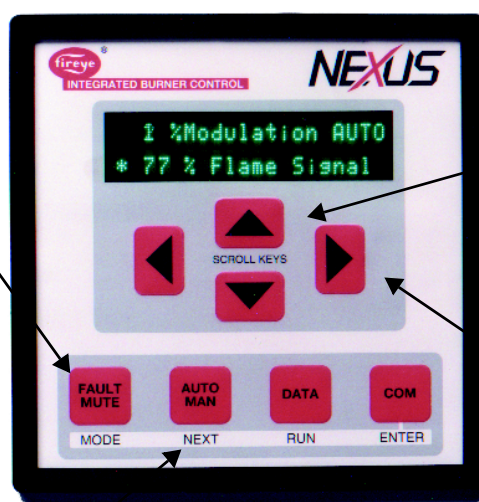 fireye®
NEXUS
INTEGRATED BURNER CONTROL
1 %Modulation AUTO
* 77 % Flame Signal
SCROLL KEYS
FAULT MUTE
AUTO MAN
DATA
COM
MODE
NEXT
RUN
ENTER